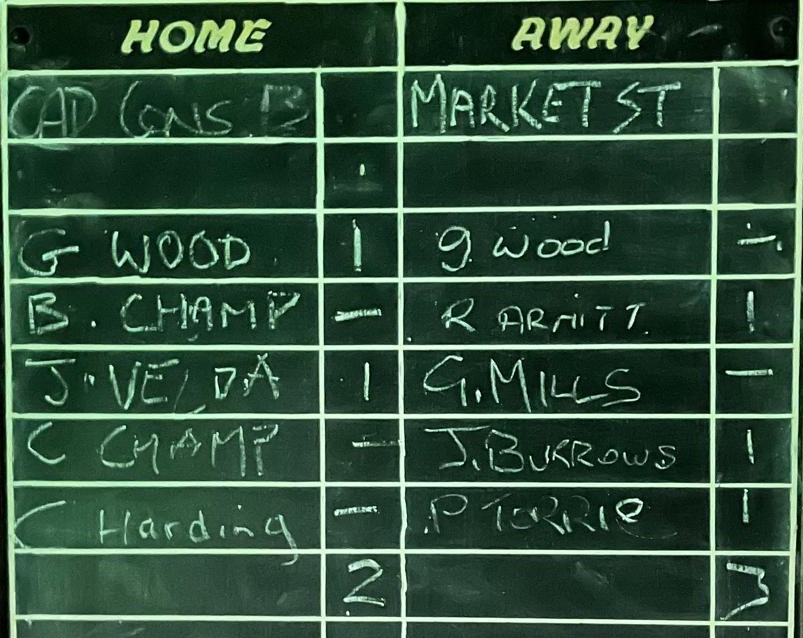 HOME AWAY
CAD CONS B MARKET ST
G WOOD 1 g wood -
B. CHAMP - R ARMITT 1
J. VELDA 1 G. MILLS -
C CHAMP - J. BURROWS 1
C Harding - P TORRIE 1
2 3